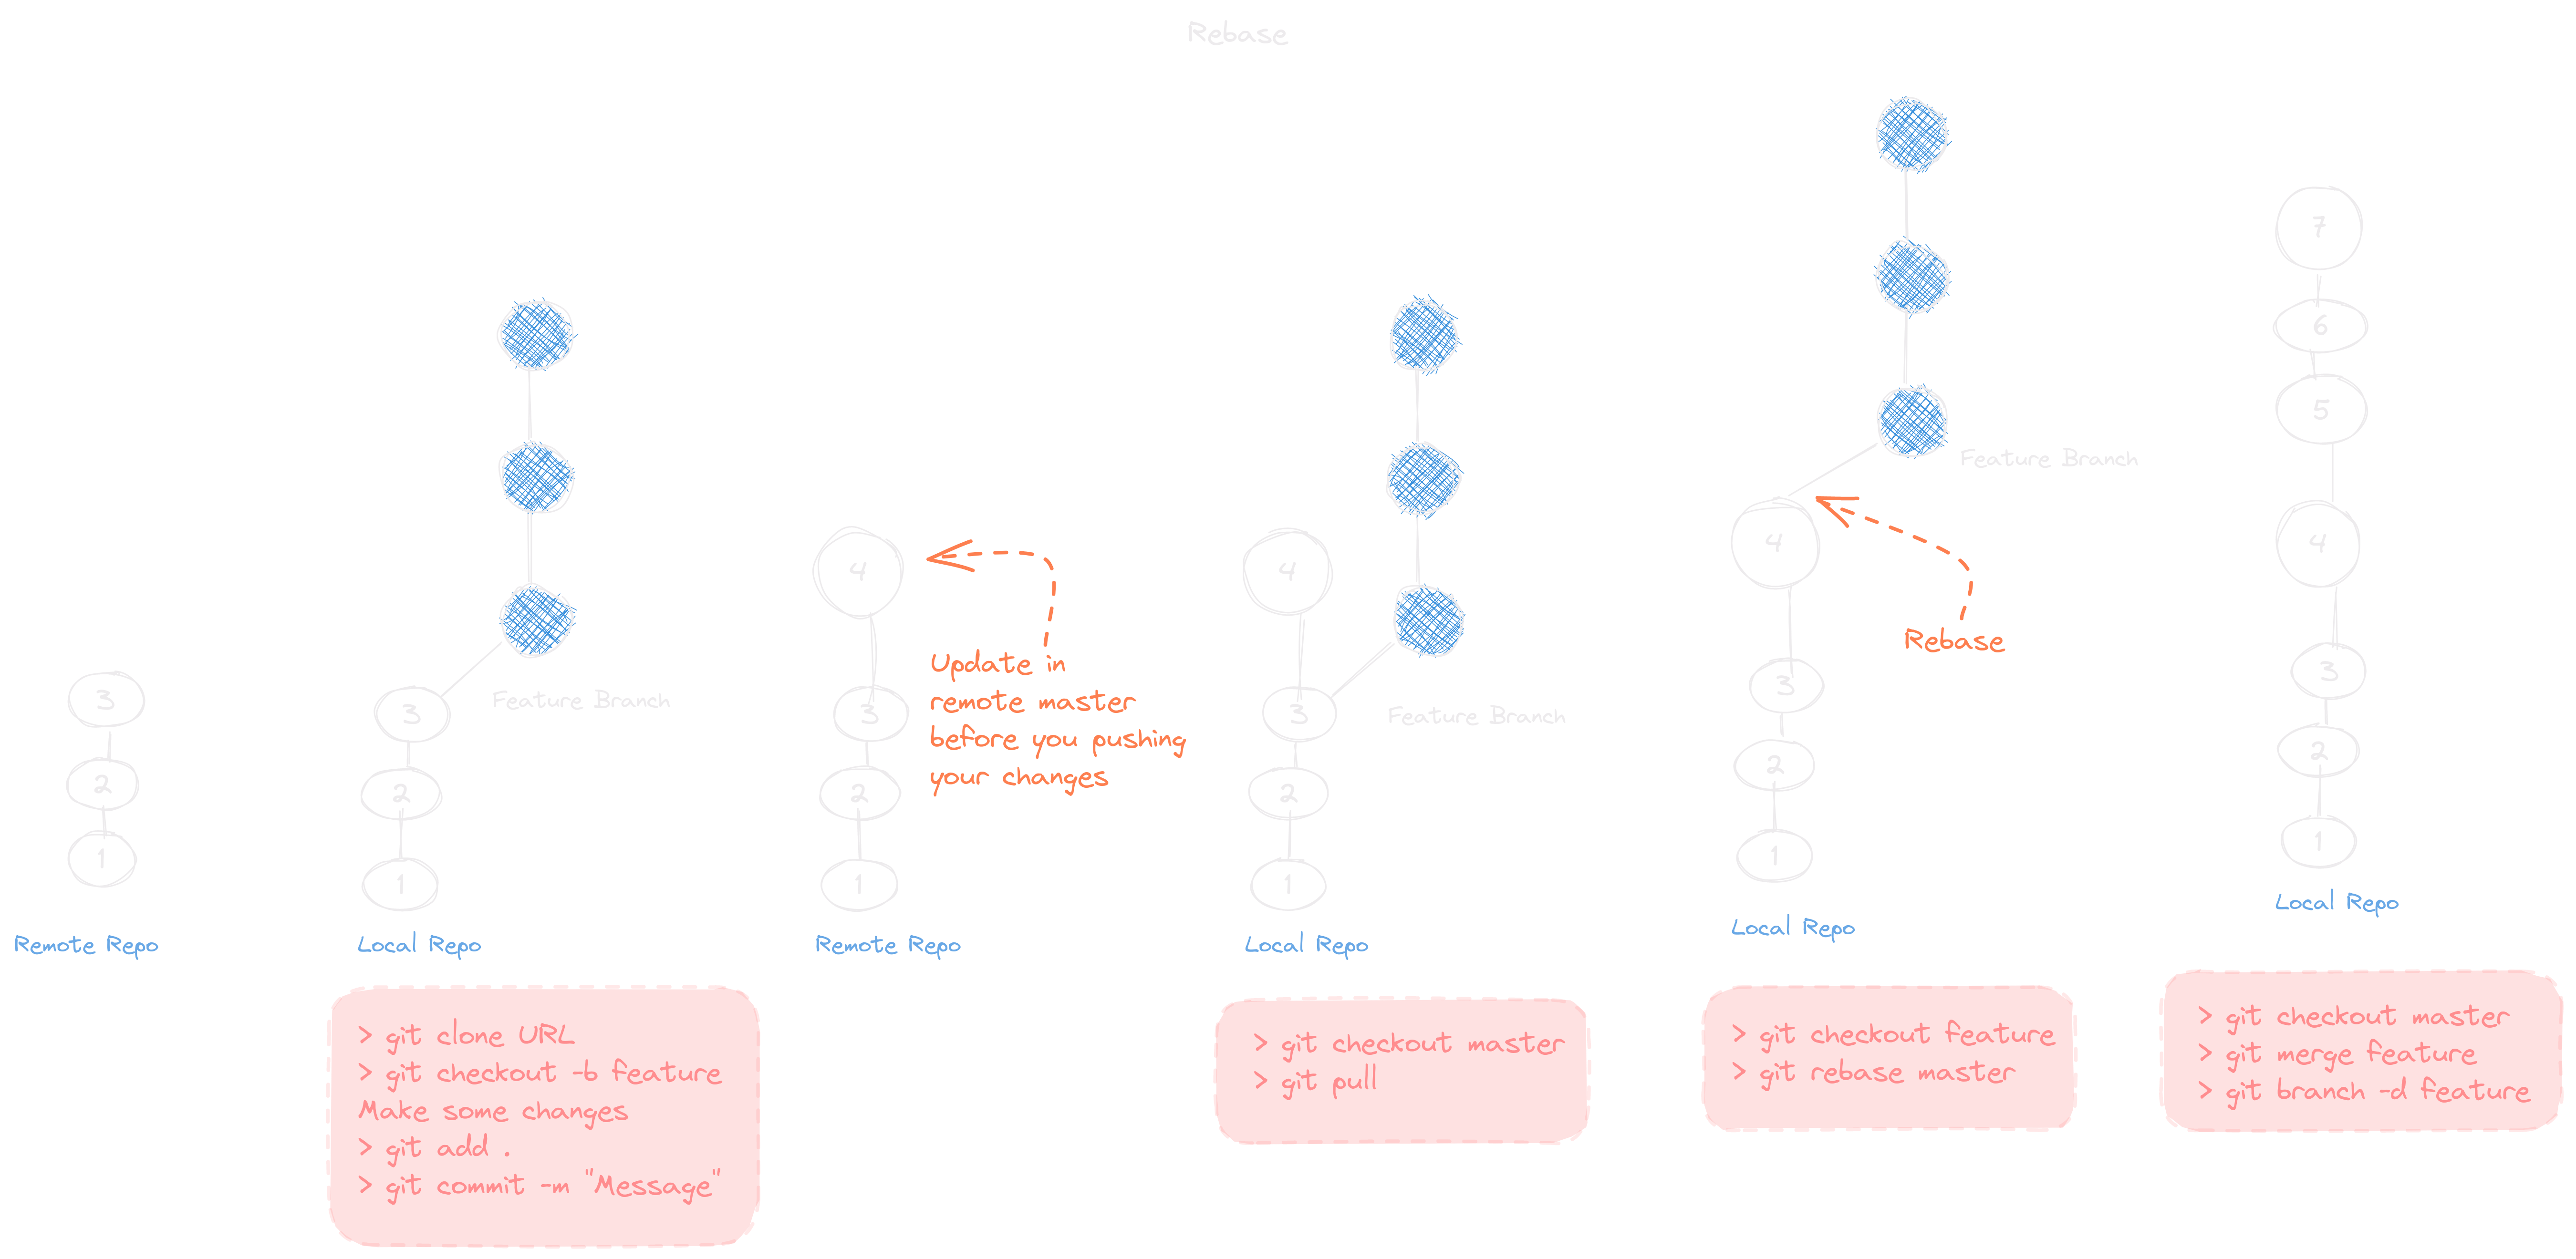 Rebase
3
2
1
Remote Repo
Feature Branch
3
2
1
Local Repo
> git clone URL
> git checkout -b feature
Make some changes
> git add .
> git commit -m "Message"
4
3
2
1
Remote Repo
Update in
remote master
before you pushing
your changes
4
3
2
1
Feature Branch
Local Repo
> git checkout master
> git pull
Feature Branch
4
3
2
1
Rebase
Local Repo
> git checkout feature
> git rebase master
7
6
5
4
3
2
1
Local Repo
> git checkout master
> git merge feature
> git branch -d feature